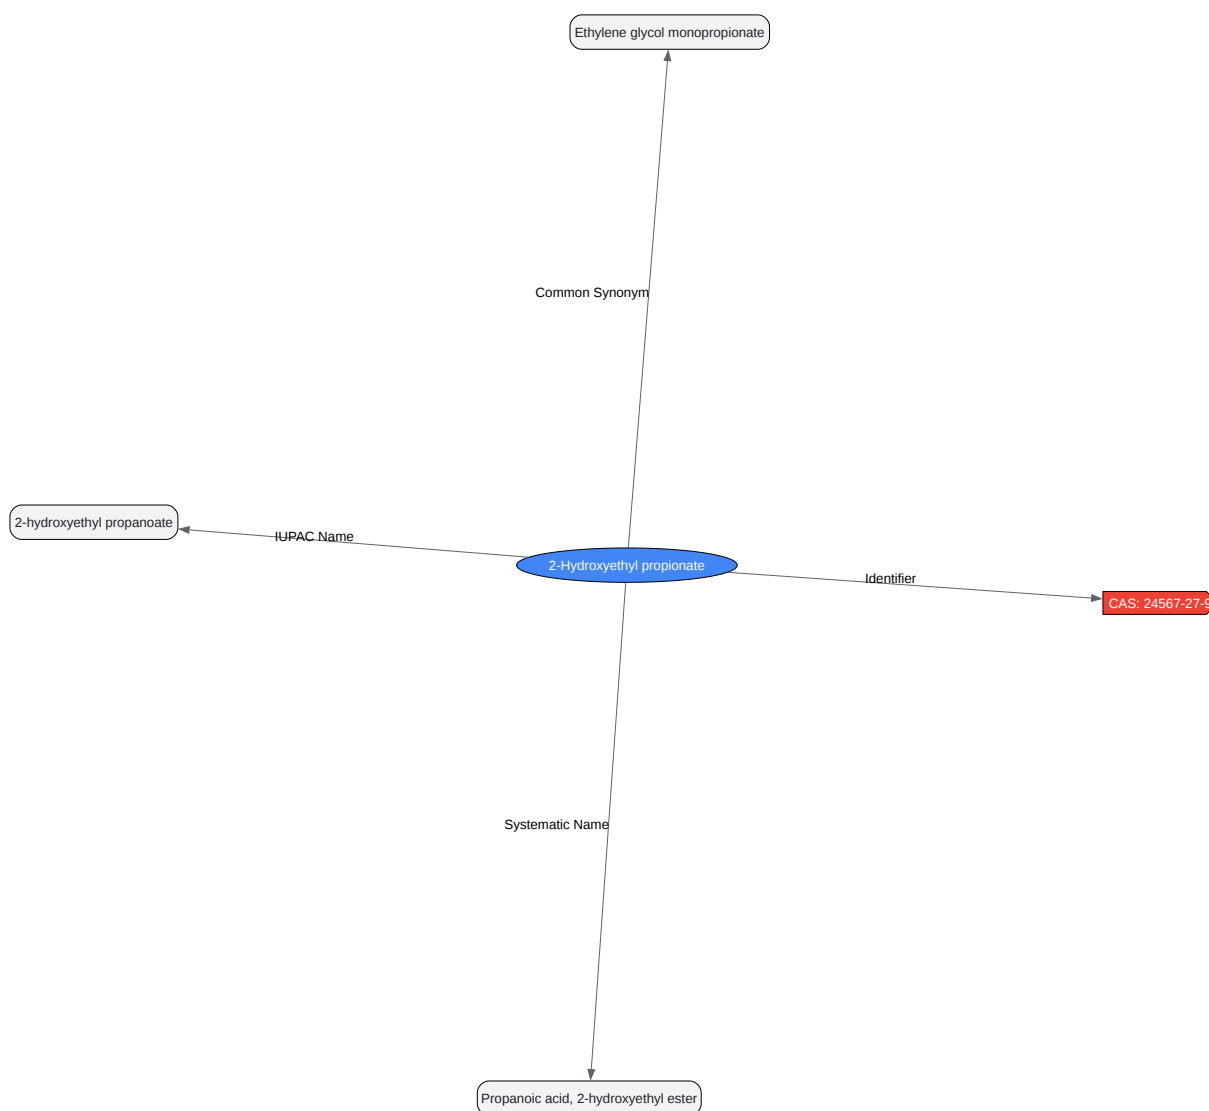 Ethylene glycol monopropionate
Common Synonym
2-hydroxyethyl propanoate
IUPAC Name
2-Hydroxyethyl propionate
Identifier
CAS: 24567-27-9
Systematic Name
Propanoic acid, 2-hydroxyethyl ester